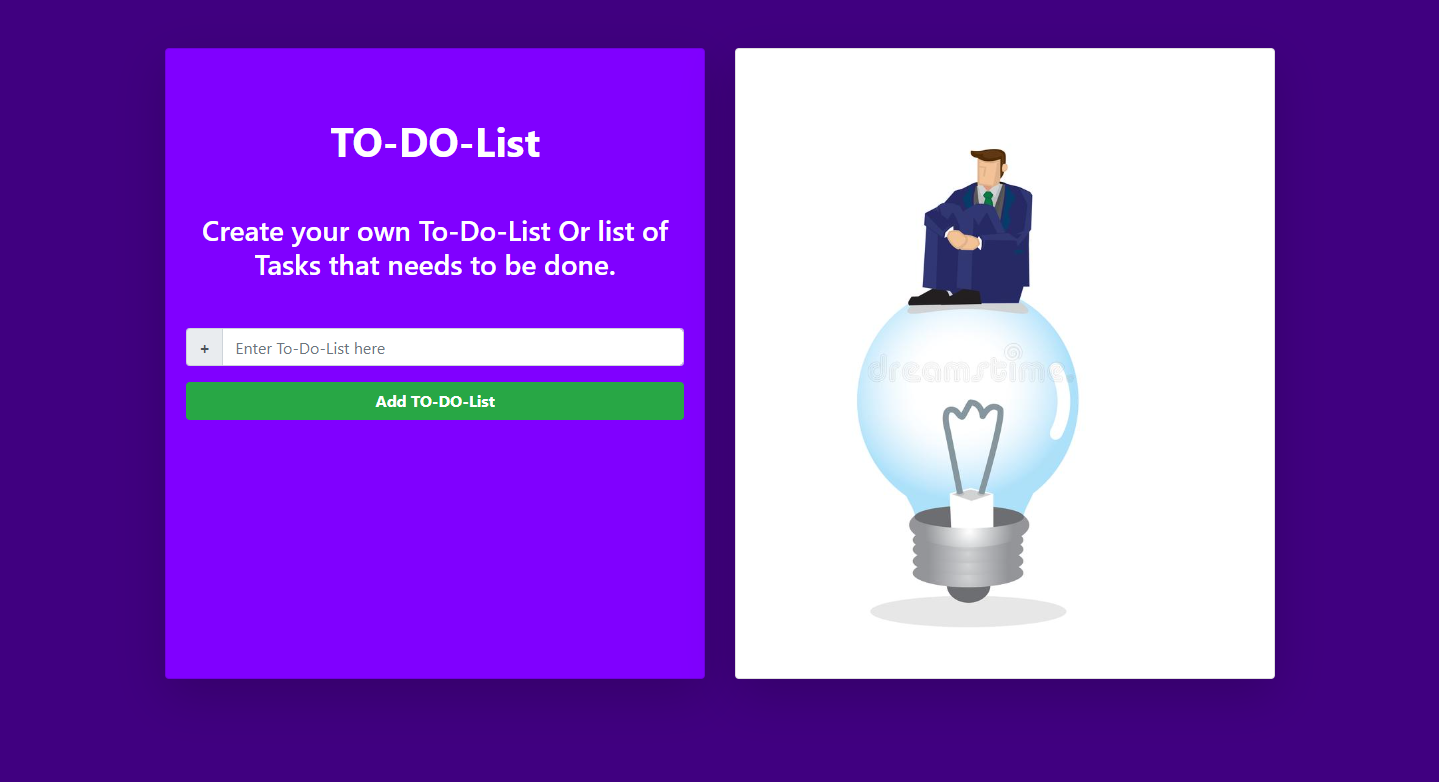 TO-DO-List
Create your own To-Do-List Or list of
Tasks that needs to be done.
+ Enter To-Do-List here
Add TO-DO-List
dreamstime.